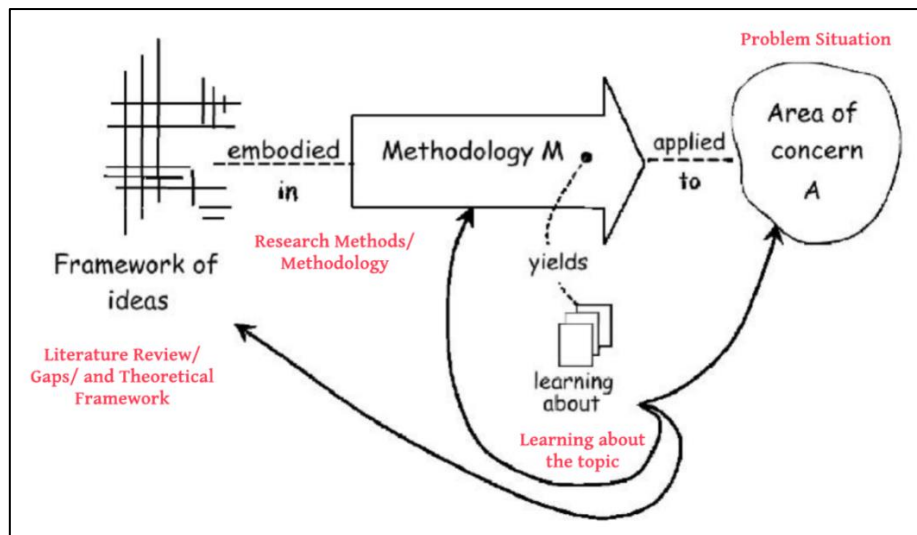 Problem Situation
Area of
concern
A
embodied
in
Methodology M
applied
to
Framework of
ideas
Research Methods/
Methodology
yields
Literature Review/
Gaps/ and Theoretical
Framework
learning
about
Learning about
the topic